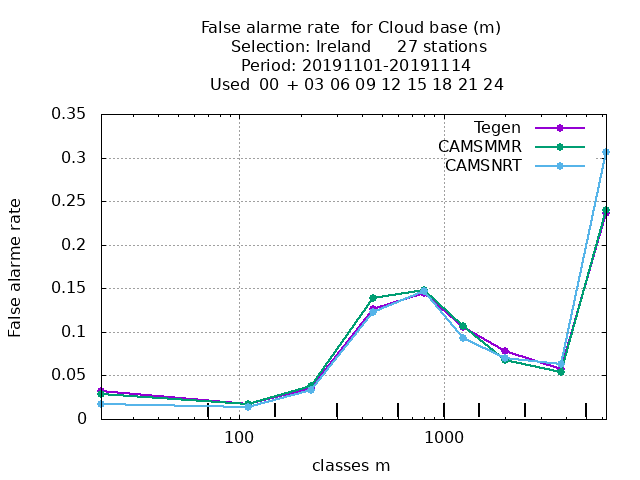 False alarme rate  for Cloud base (m)
Selection: Ireland     27 stations
Period: 20191101-20191114
Used  00 + 03 06 09 12 15 18 21 24
0.35
0.3
0.25
0.2
0.15
0.1
0.05
0
False alarme rate
Tegen
CAMSMMR
CAMSNRT
100
1000
classes m